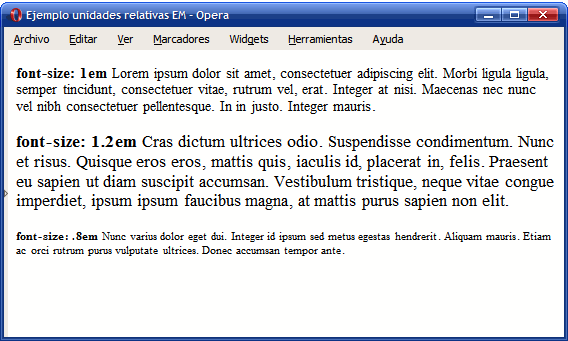 Ejemplo unidades relativas EM - Opera
Archivo Editar Ver Marcadores Widgets Herramientas Ayuda
font-size: 1em Lorem ipsum dolor sit amet, consectetuer adipiscing elit. Morbi ligula ligula,
semper tincidunt, consectetuer vitae, rutrum vel, erat. Integer at nisi. Maecenas nec nunc
vel nibh consectetuer pellentesque. In in justo. Integer mauris.
font-size: 1.2em Cras dictum ultrices odio. Suspendisse condimentum. Nunc
et risus. Quisque eros eros, mattis quis, iaculis id, placerat in, felis. Praesent
eu sapien ut diam suscipit accumsan. Vestibulum tristique, neque vitae congue
imperdiet, ipsum ipsum faucibus magna, at mattis purus sapien non elit.
font-size: .8em Nunc varius dolor eget dui. Integer id ipsum sed metus egestas hendrerit. Aliquam mauris. Etiam
ac orci rutrum purus vulputate ultrices. Donec accumsan tempor ante.